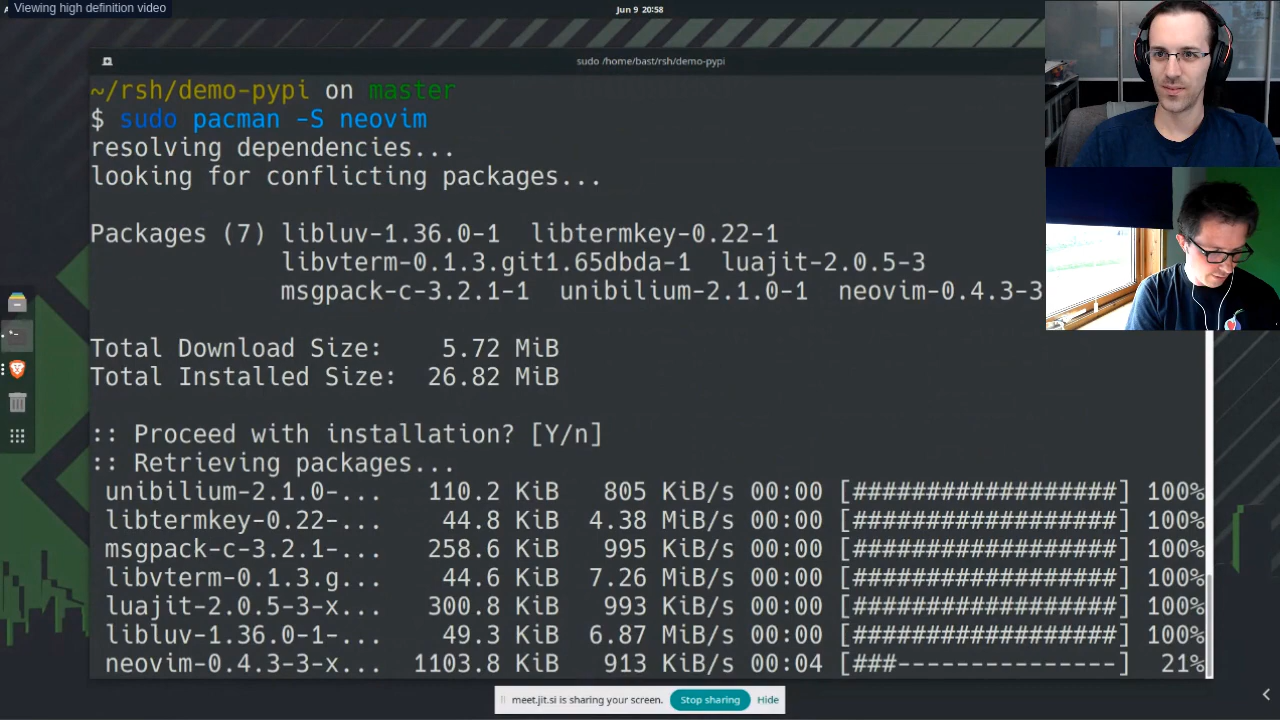 Viewing high definition video
Jun 9 20:58
sudo /home/bast/rsh/demo-pypi
~/rsh/demo-pypi on master
$ sudo pacman -S neovim
resolving dependencies...
looking for conflicting packages...
Packages (7) libluv-1.36.0-1 libtermkey-0.22-1
libvterm-0.1.3.git1.65dbda-1 luajit-2.0.5-3
msgpack-c-3.2.1-1 unibilium-2.1.0-1 neovim-0.4.3-3
Total Download Size: 5.72 MiB
Total Installed Size: 26.82 MiB
:: Proceed with installation? [Y/n]
:: Retrieving packages...
unibilium-2.1.0-... 110.2 KiB 805 KiB/s 00:00 [##################] 100%
libtermkey-0.22-... 44.8 KiB 4.38 MiB/s 00:00 [##################] 100%
msgpack-c-3.2.1-... 258.6 KiB 995 KiB/s 00:00 [##################] 100%
libvterm-0.1.3.g... 44.6 KiB 7.26 MiB/s 00:00 [##################] 100%
luajit-2.0.5-3-x... 300.8 KiB 993 KiB/s 00:00 [##################] 100%
libluv-1.36.0-1-... 49.3 KiB 6.87 MiB/s 00:00 [##################] 100%
neovim-0.4.3-3-x... 1103.8 KiB 913 KiB/s 00:04 [###---------------] 21%
meet.jit.si is sharing your screen. Stop sharing Hide